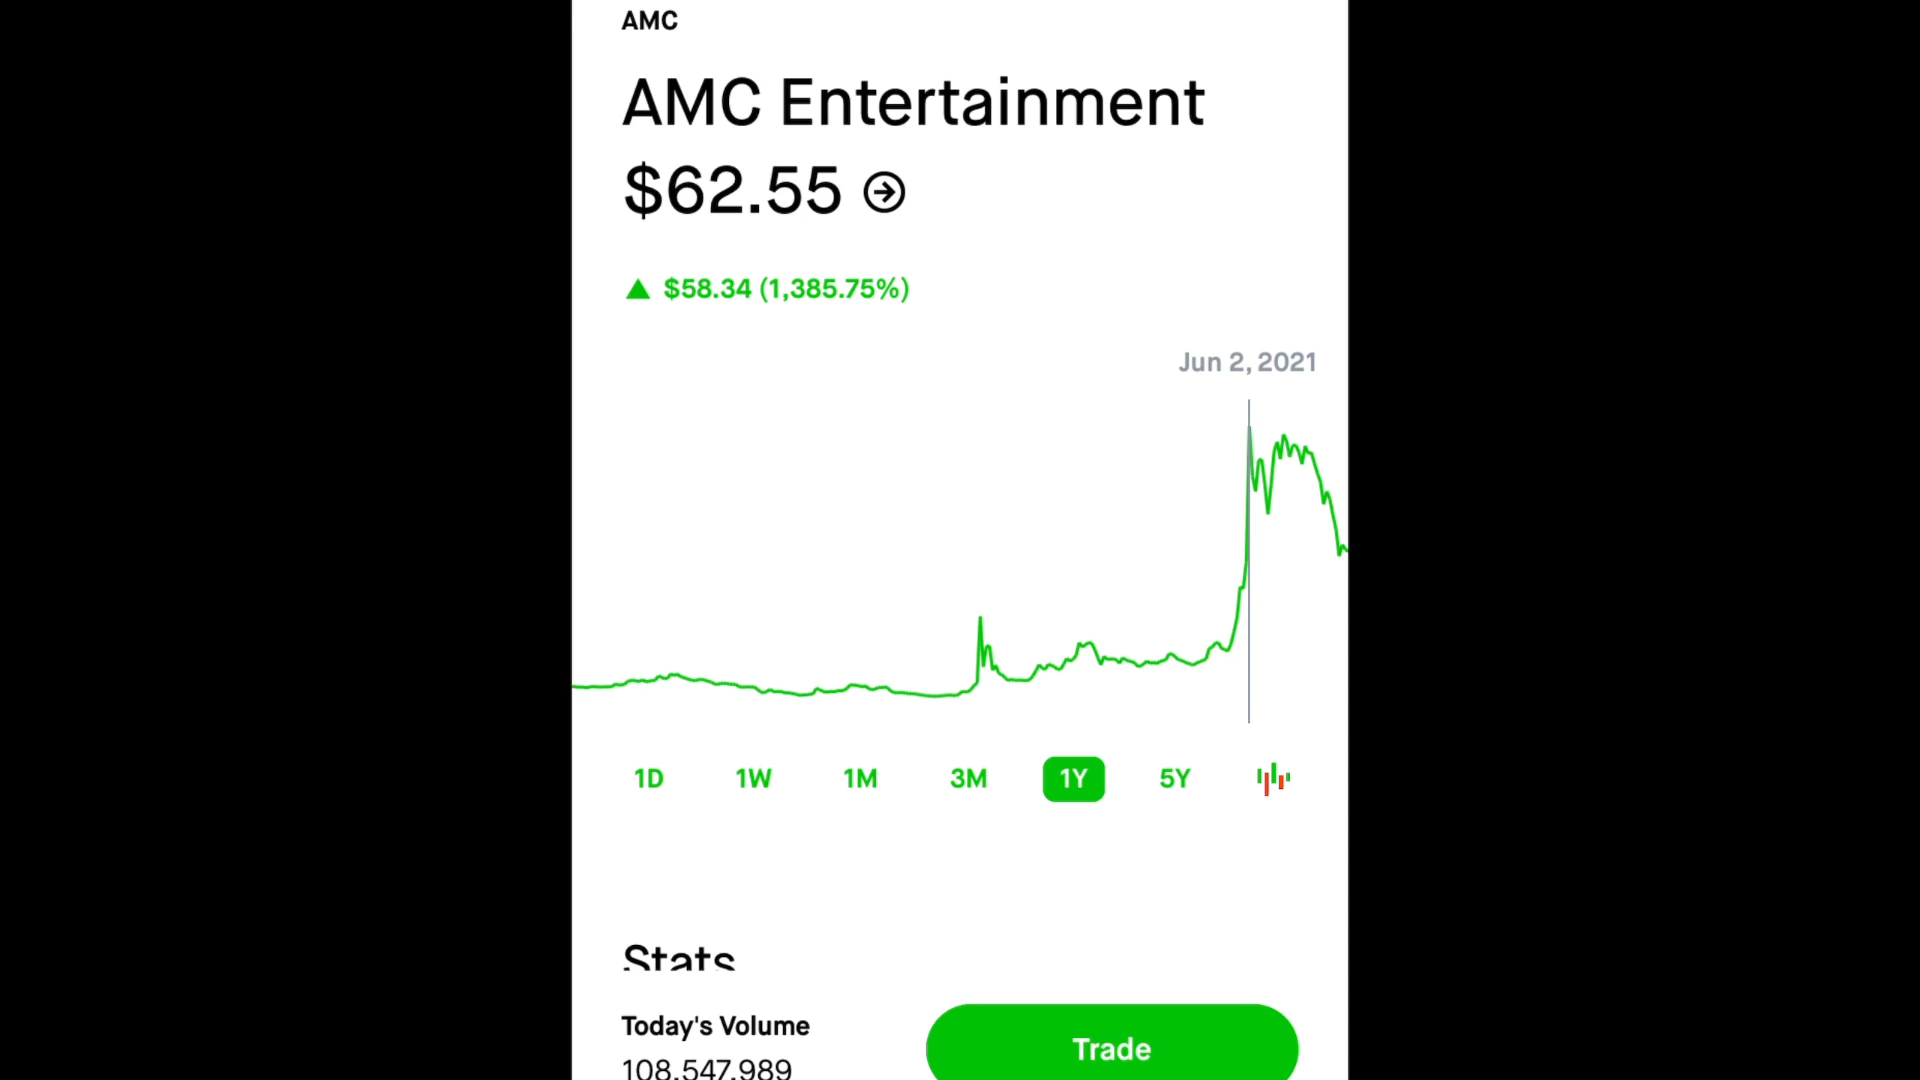 AMC
AMC Entertainment
$62.55
$58.34 (1,385.75%)
Jun 2, 2021
1D 1W 1M 3M 1Y 5Y
Stats
Today's Volume
108,547,989
Trade